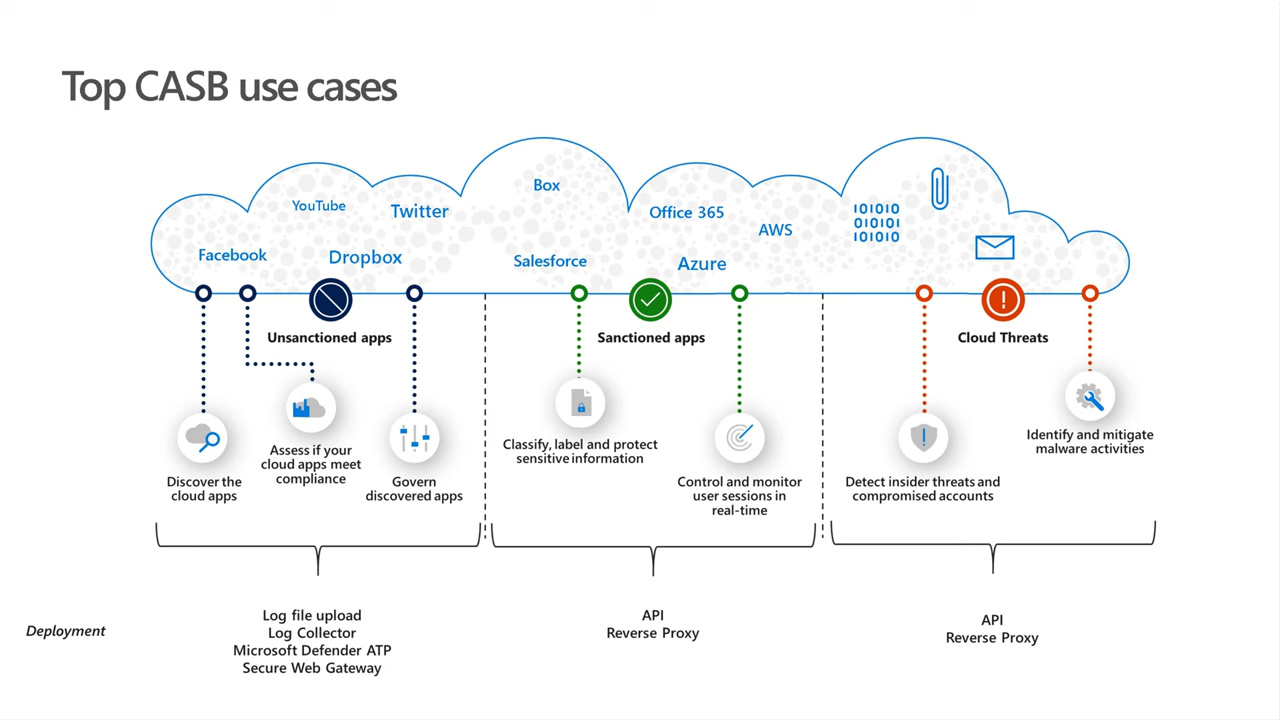 Top CASB use cases
Box
YouTube
Twitter
Office 365
AWS
101010
010101
101010
Facebook
Dropbox
Salesforce
Azure
Unsanctioned apps
Sanctioned apps
Cloud Threats
Discover the
cloud apps
Assess if your
cloud apps meet
compliance
Govern
discovered apps
Classify, label and protect
sensitive information
Control and monitor
user sessions in
real-time
Detect insider threats and
compromised accounts
Identify and mitigate
malware activities
Deployment
Log file upload
Log Collector
Microsoft Defender ATP
Secure Web Gateway
API
Reverse Proxy
API
Reverse Proxy